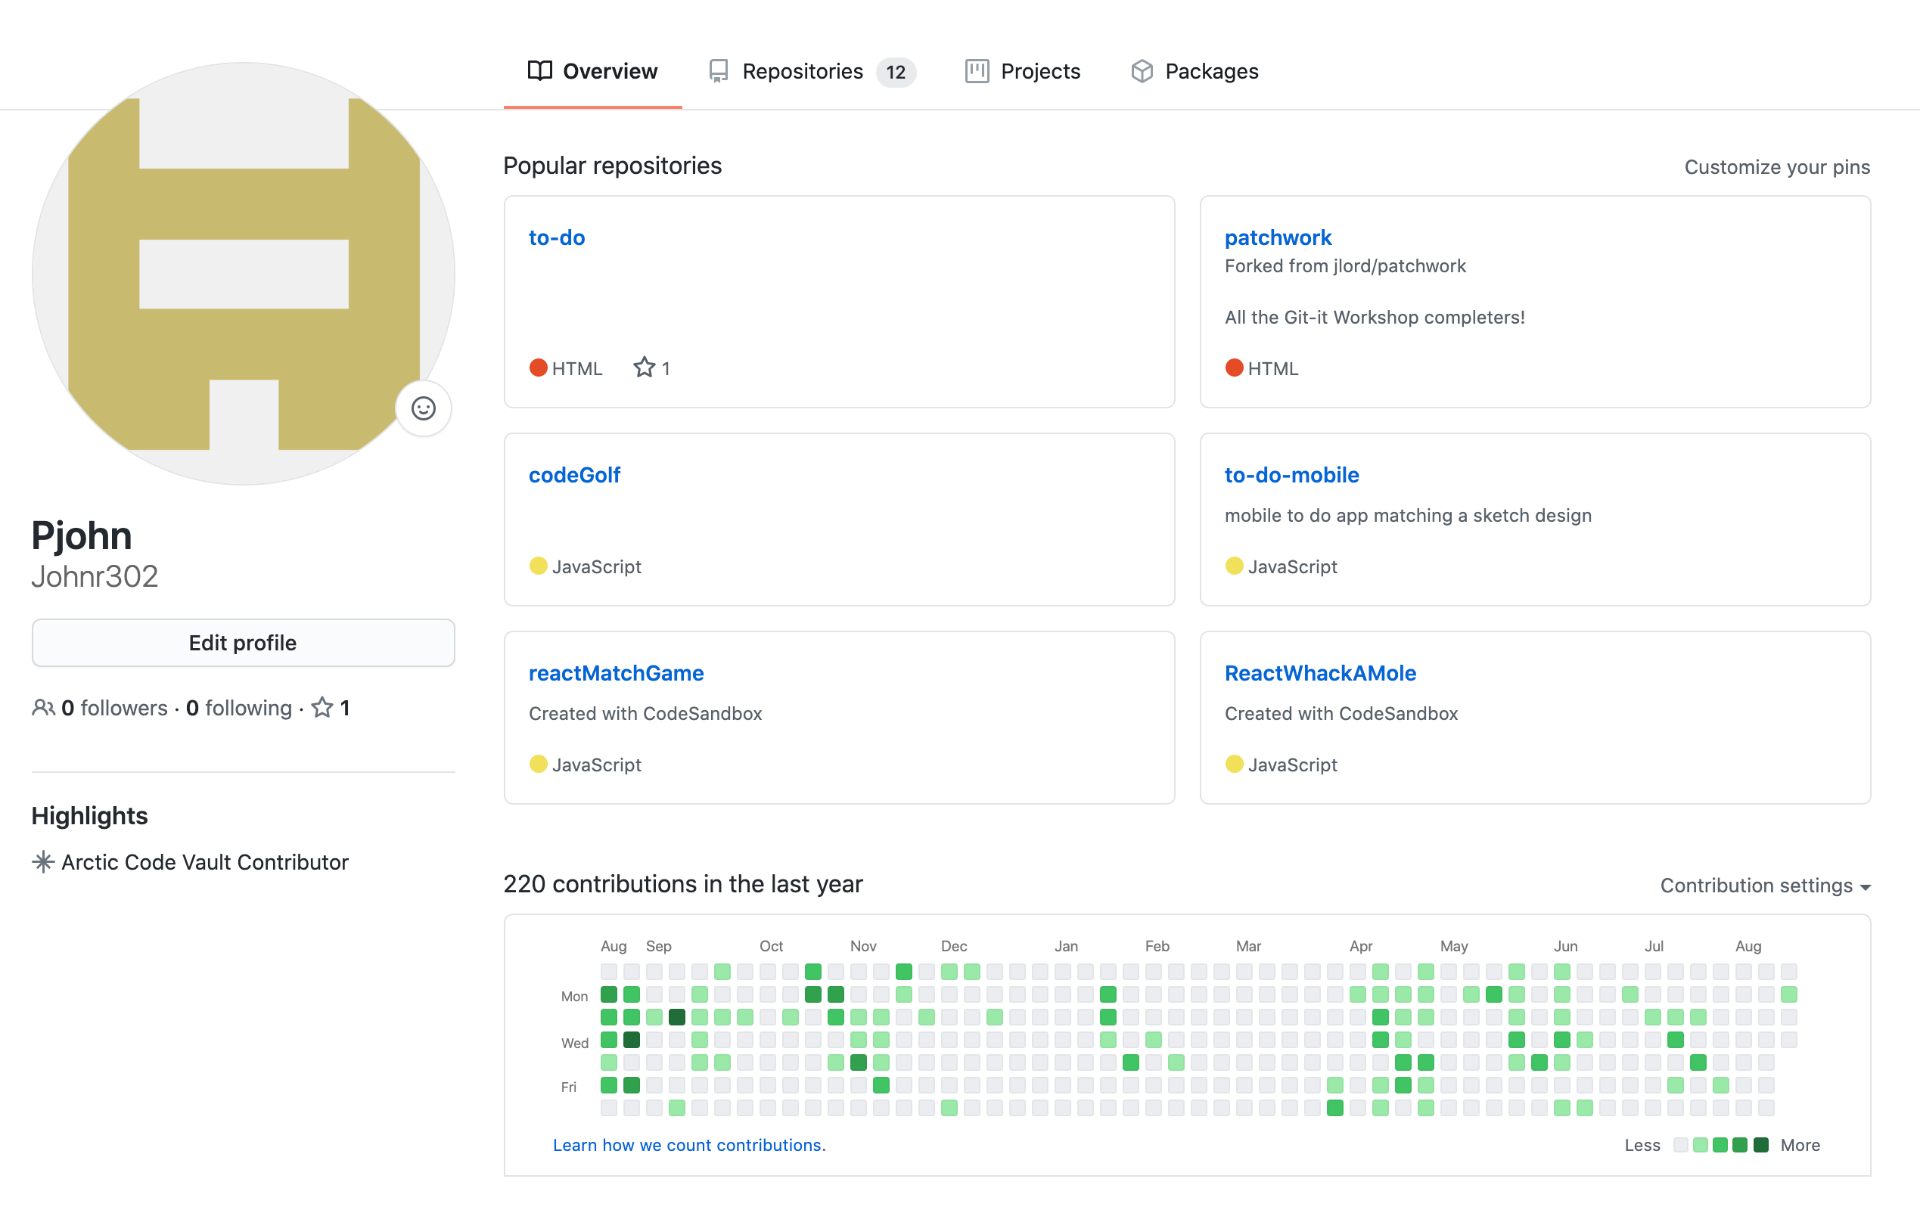 Overview Repositories 12 Projects Packages
Pjohn
Johnr302
Edit profile
0 followers · 0 following · 1
Highlights
Arctic Code Vault Contributor
Popular repositories Customize your pins
to-do
HTML 1
patchwork
Forked from jlord/patchwork
All the Git-it Workshop completers!
HTML
codeGolf
JavaScript
to-do-mobile
mobile to do app matching a sketch design
JavaScript
reactMatchGame
Created with CodeSandbox
JavaScript
ReactWhackAMole
Created with CodeSandbox
JavaScript
220 contributions in the last year Contribution settings
Aug Sep Oct Nov Dec Jan Feb Mar Apr May Jun Jul Aug
Mon
Wed
Fri
Learn how we count contributions. Less More